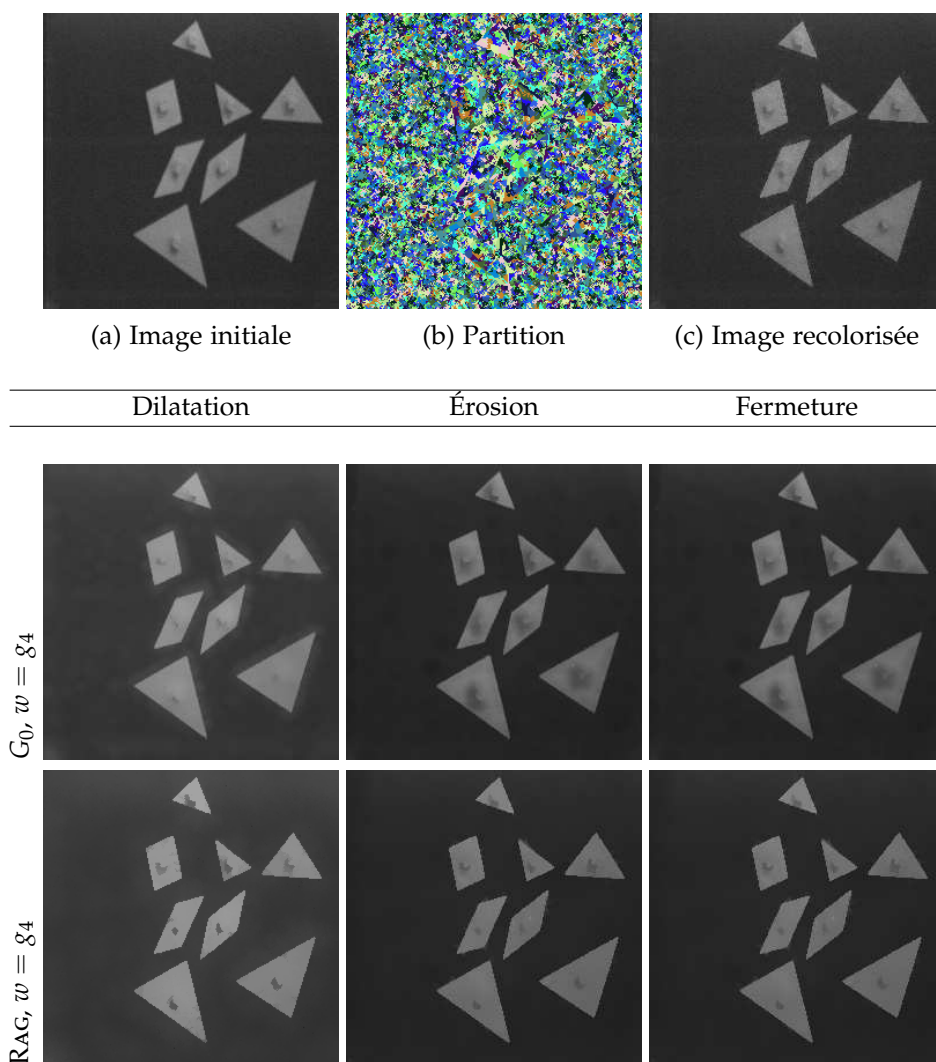 (a) Image initiale (b) Partition (c) Image recolorisée
Dilatation Érosion Fermeture
G₀, w = g₄
RAG, w = g₄